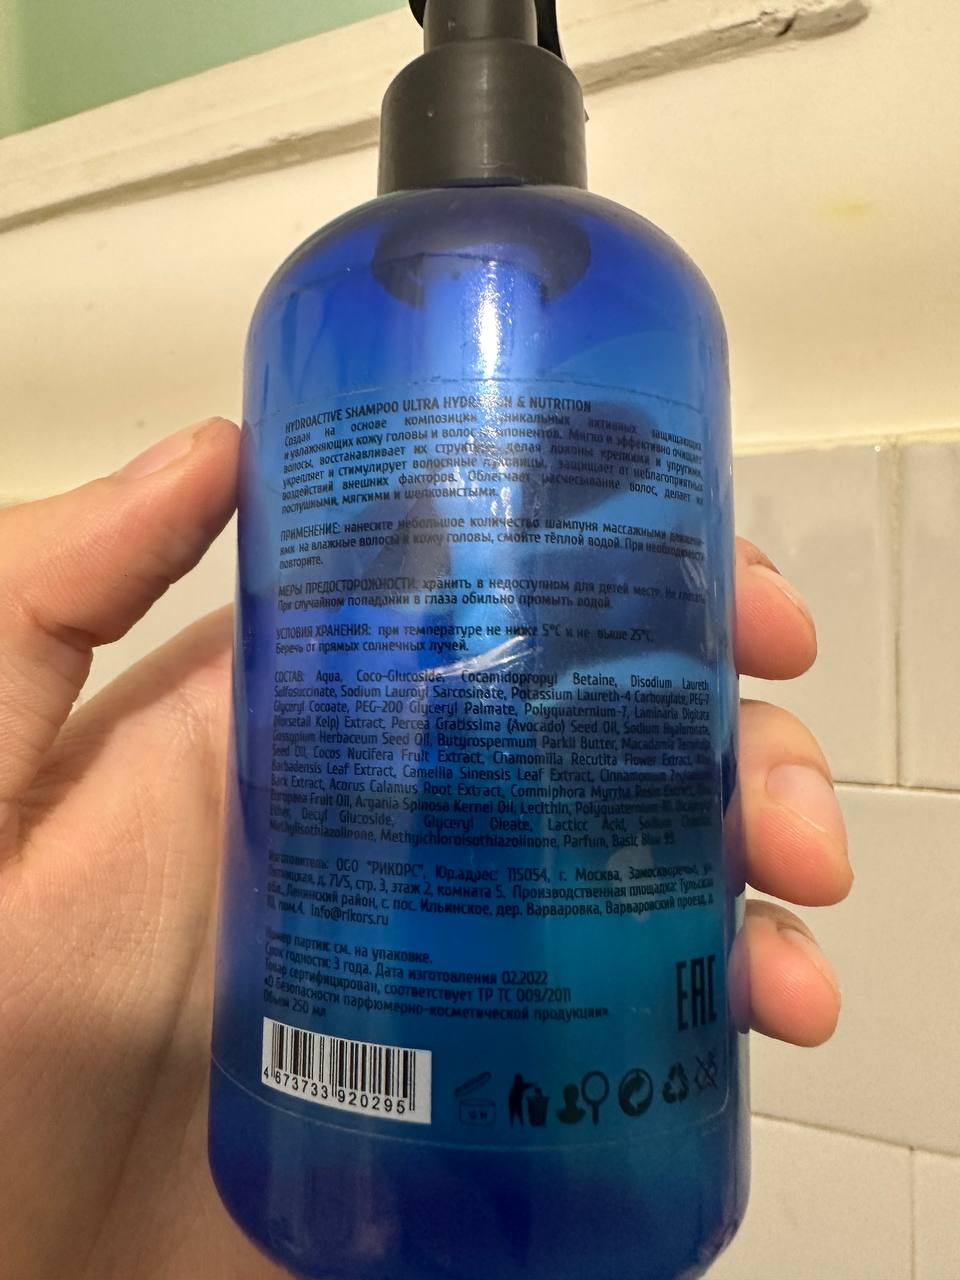 HYDROACTIVE SHAMPOO ULTRA HYDRATION & NUTRITION
Создан на основе композиции уникальных активных защищающих
и увлажняющих кожу головы и волос компонентов. Мягко и эффективно очищает
волосы, восстанавливает их структуру, делая локоны крепкими и упругими,
укрепляет и стимулирует волосяные луковицы, защищает от неблагоприятных
воздействий внешних факторов. Облегчает расчесывание волос, делает их
послушными, мягкими и шелковистыми.
ПРИМЕНЕНИЕ: нанесите небольшое количество шампуня массажными движени-
ями на влажные волосы и кожу головы, смойте тёплой водой. При необходимости
повторите.
МЕРЫ ПРЕДОСТОРОЖНОСТИ: хранить в недоступном для детей месте. Не глотать.
При случайном попадании в глаза обильно промыть водой.
УСЛОВИЯ ХРАНЕНИЯ: при температуре не ниже 5°C и не выше 25°C.
Беречь от прямых солнечных лучей.
СОСТАВ: Aqua, Coco-Glucoside, Cocamidopropyl Betaine, Disodium Laureth
Sulfosuccinate, Sodium Lauroyl Sarcosinate, Potassium Laureth-4 Carboxylate, PEG-7
Glyceryl Cocoate, PEG-200 Glyceryl Palmate, Polyquaternium-7, Laminaria Digitata
(Horsetail Kelp) Extract, Percea Gratissima (Avocado) Seed Oil, Sodium Hyaluronate,
Gossypium Herbaceum Seed Oil, Butyrospermum Parkii Butter, Macadamia Ternifolia
Seed Oil, Cocos Nucifera Fruit Extract, Chamomilla Recutita Flower Extract, Aloe
Barbadensis Leaf Extract, Camellia Sinensis Leaf Extract, Cinnamomum Zeylanicum
Bark Extract, Acorus Calamus Root Extract, Commiphora Myrrha Resin Extract, Olea
Europaea Fruit Oil, Argania Spinosa Kernel Oil, Lecithin, Polyquaternium-10, Dicaprylyl
Ether, Decyl Glucoside, Glyceryl Oleate, Lacticc Acid, Sodium Chloride,
Methylisothiazolinone, Methylchloroisothiazolinone, Parfum, Basic Blue 99.
Изготовитель: ОГО "РИКОРС", Юр.адрес: 115054, г. Москва, Замоскворечье, ул.
Пятницкая, д. 71/5, стр. 3, этаж 2, комната 5. Производственная площадка: Тульская
обл., Ленинский район, с. пос. Ильинское, дер. Варваровка, Варваровский проезд, д.
10, пом.4. info@rikors.ru
Номер партии: см. на упаковке.
Срок годности: 3 года. Дата изготовления 02.2022
Товар сертифицирован, соответствует ТР ТС 009/2011
«О безопасности парфюмерно-косметической продукции»
Объем 250 мл
EAC
4 673733 920295